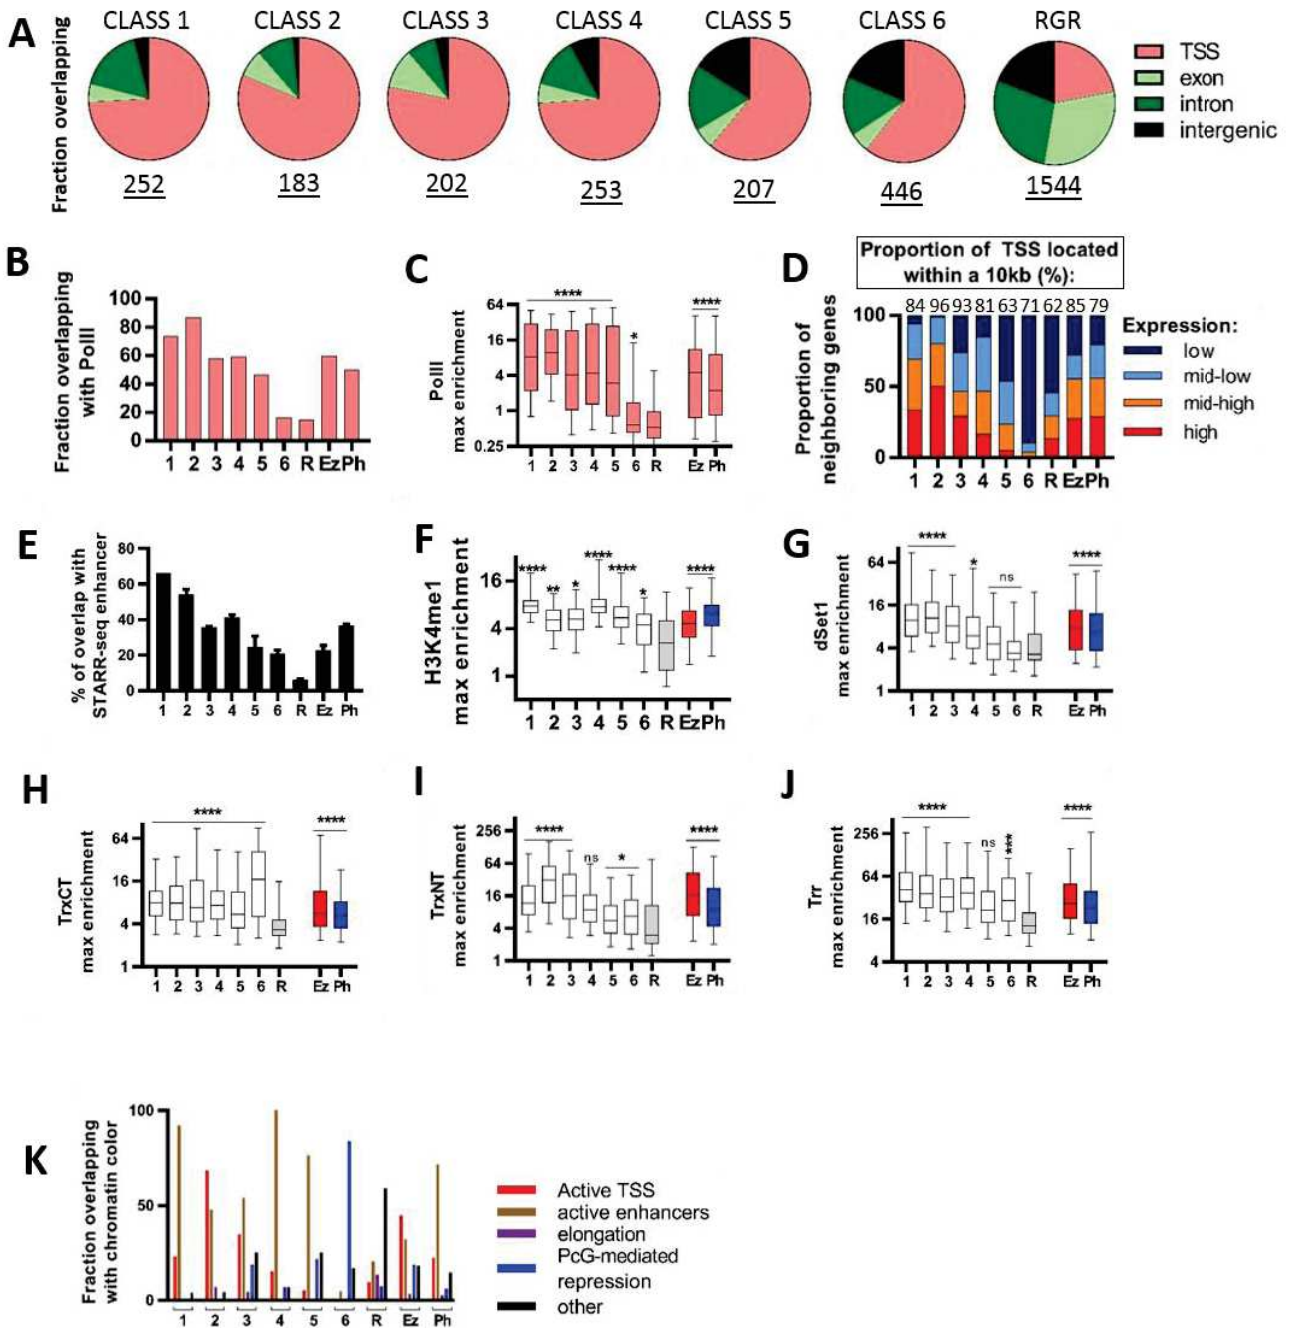 A
CLASS 1 CLASS 2 CLASS 3 CLASS 4 CLASS 5 CLASS 6 RGR
Fraction overlapping
TSS
exon
intron
intergenic
252 183 202 253 207 446 1544
B
Fraction overlapping
with PolII
100
80
60
40
20
0
1 2 3 4 5 6 R Ez Ph
C
PolII
max enrichment
64
16
4
1
0.25
**** * ****
1 2 3 4 5 6 R Ez Ph
D
Proportion of TSS located
within a 10kb (%):
84 96 93 81 63 71 62 85 79
Proportion of
neighboring genes
100
50
0
1 2 3 4 5 6 R Ez Ph
Expression:
low
mid-low
mid-high
high
E
% of overlap with
STARR-seq enhancer
80
60
40
20
0
1 2 3 4 5 6 R Ez Ph
F
H3K4me1
max enrichment
16
4
1
**** ** * **** **** * ****
1 2 3 4 5 6 R Ez Ph
G
dSet1
max enrichment
64
16
4
1
**** * ns ****
1 2 3 4 5 6 R Ez Ph
H
TrxCT
max enrichment
64
16
4
1
**** ****
1 2 3 4 5 6 R Ez Ph
I
TrxNT
max enrichment
256
64
16
4
1
**** ns * ****
1 2 3 4 5 6 R Ez Ph
J
Trr
max enrichment
256
64
16
4
**** ns *** ****
1 2 3 4 5 6 R Ez Ph
K
Fraction overlapping
with chromatin color
100
50
0
1 2 3 4 5 6 R Ez Ph
Active TSS
active enhancers
elongation
PcG-mediated
repression
other